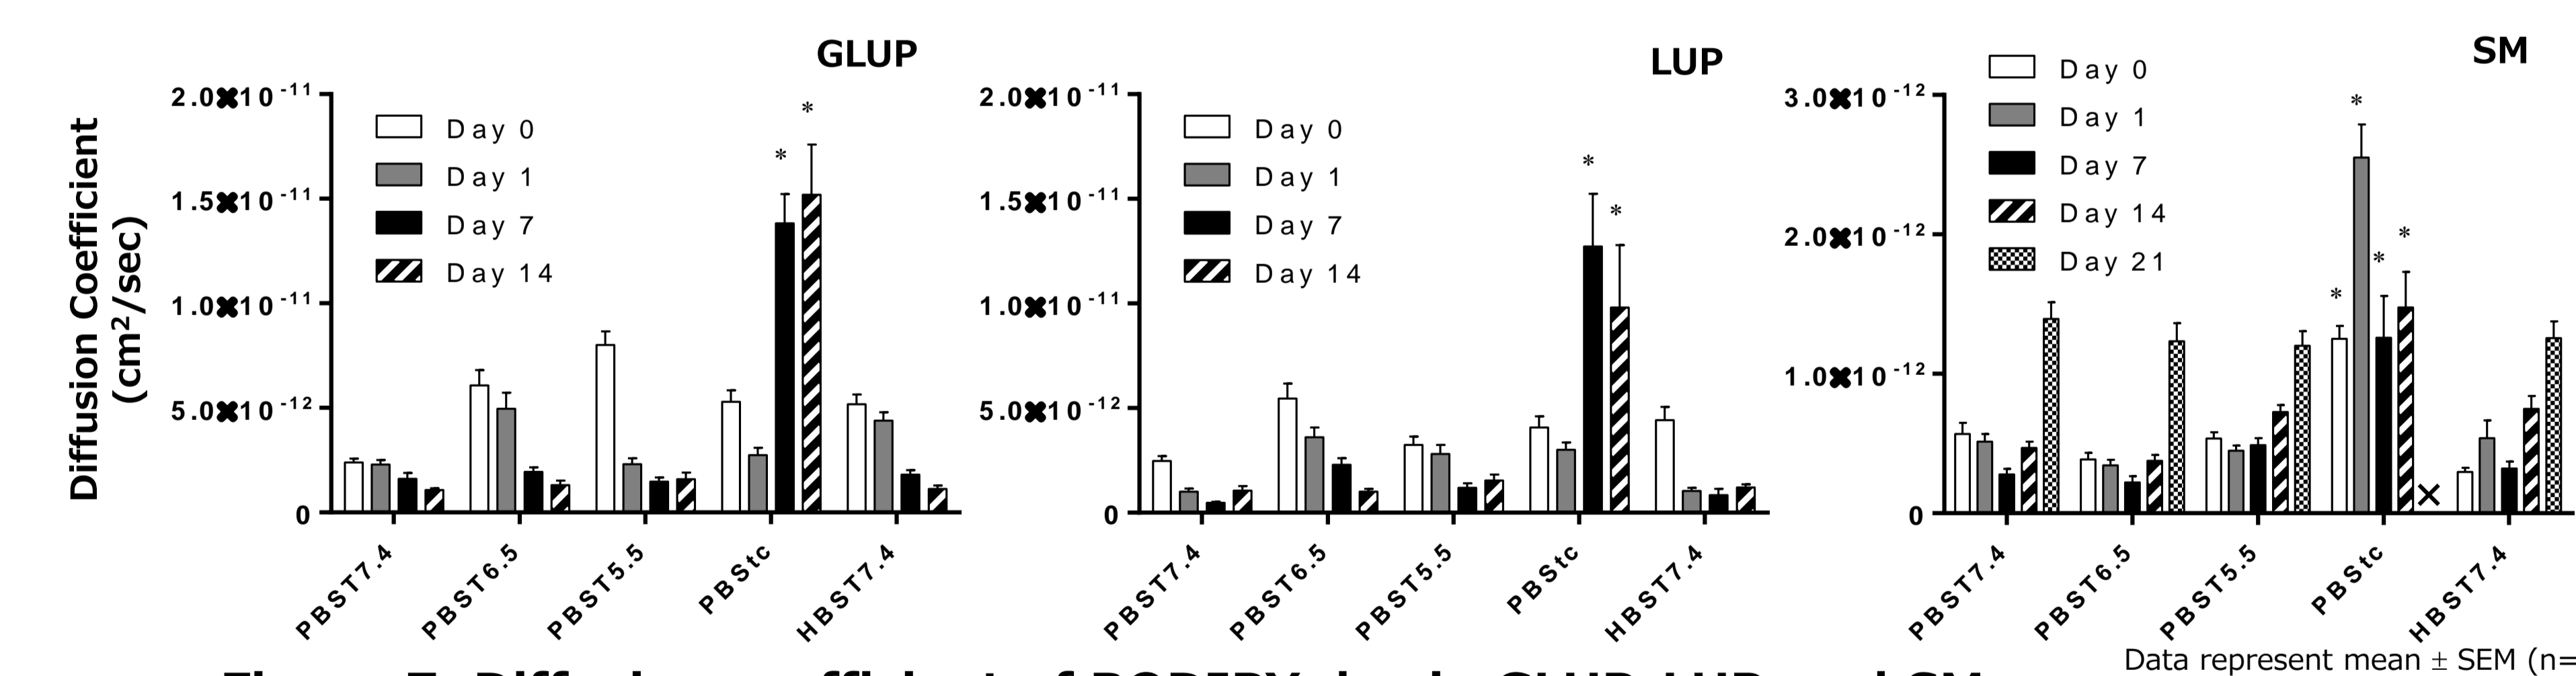 GLUP
Diffusion Coefficient
(cm²/sec)
2.0✖10 -11
1.5✖10 -11
1.0✖10 -11
5.0✖10 -12
0
Day 0
Day 1
Day 7
Day 14
*
*
PBST7.4
PBST6.5
PBST5.5
PBStc
HBST7.4
LUP
2.0✖10 -11
1.5✖10 -11
1.0✖10 -11
5.0✖10 -12
0
Day 0
Day 1
Day 7
Day 14
*
*
PBST7.4
PBST6.5
PBST5.5
PBStc
HBST7.4
SM
3.0✖10 -12
2.0✖10 -12
1.0✖10 -12
0
Day 0
Day 1
Day 7
Day 14
Day 21
*
*
*
*
×
PBST7.4
PBST6.5
PBST5.5
PBStc
HBST7.4
Data represent mean ± SEM (n=